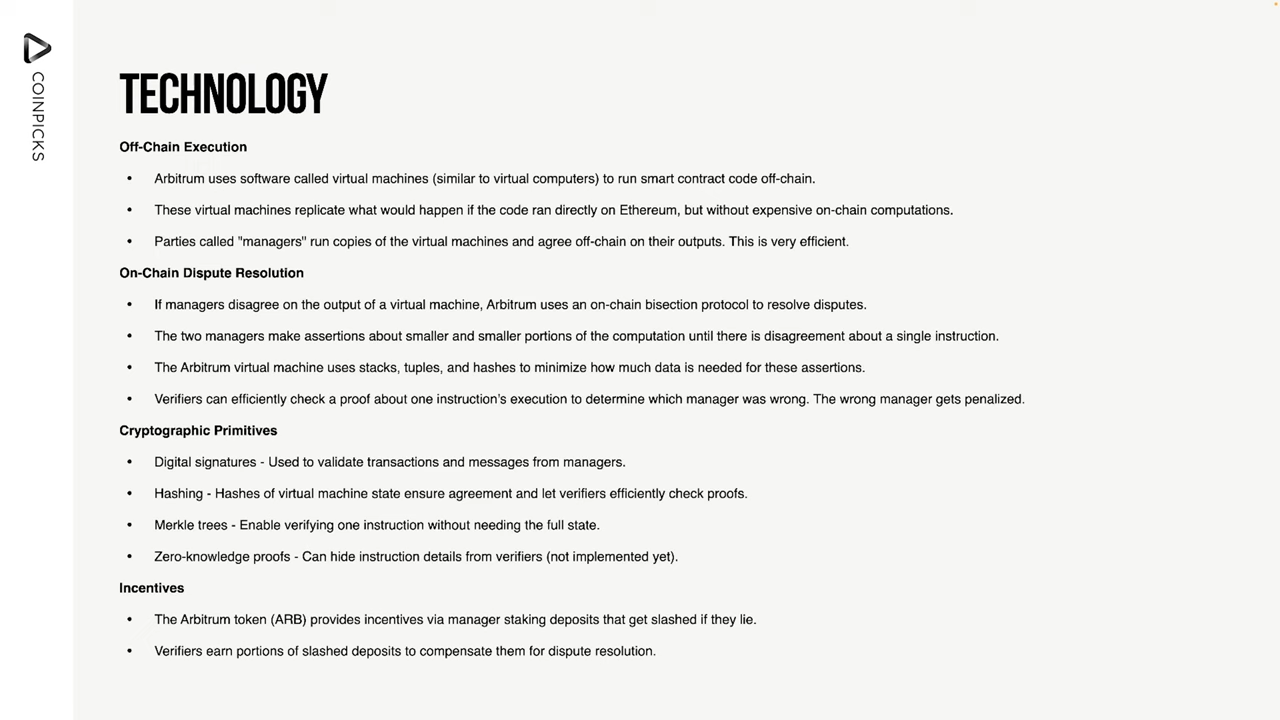 COINPICKS
TECHNOLOGY
Off-Chain Execution
• Arbitrum uses software called virtual machines (similar to virtual computers) to run smart contract code off-chain.
• These virtual machines replicate what would happen if the code ran directly on Ethereum, but without expensive on-chain computations.
• Parties called "managers" run copies of the virtual machines and agree off-chain on their outputs. This is very efficient.
On-Chain Dispute Resolution
• If managers disagree on the output of a virtual machine, Arbitrum uses an on-chain bisection protocol to resolve disputes.
• The two managers make assertions about smaller and smaller portions of the computation until there is disagreement about a single instruction.
• The Arbitrum virtual machine uses stacks, tuples, and hashes to minimize how much data is needed for these assertions.
• Verifiers can efficiently check a proof about one instruction's execution to determine which manager was wrong. The wrong manager gets penalized.
Cryptographic Primitives
• Digital signatures - Used to validate transactions and messages from managers.
• Hashing - Hashes of virtual machine state ensure agreement and let verifiers efficiently check proofs.
• Merkle trees - Enable verifying one instruction without needing the full state.
• Zero-knowledge proofs - Can hide instruction details from verifiers (not implemented yet).
Incentives
• The Arbitrum token (ARB) provides incentives via manager staking deposits that get slashed if they lie.
• Verifiers earn portions of slashed deposits to compensate them for dispute resolution.